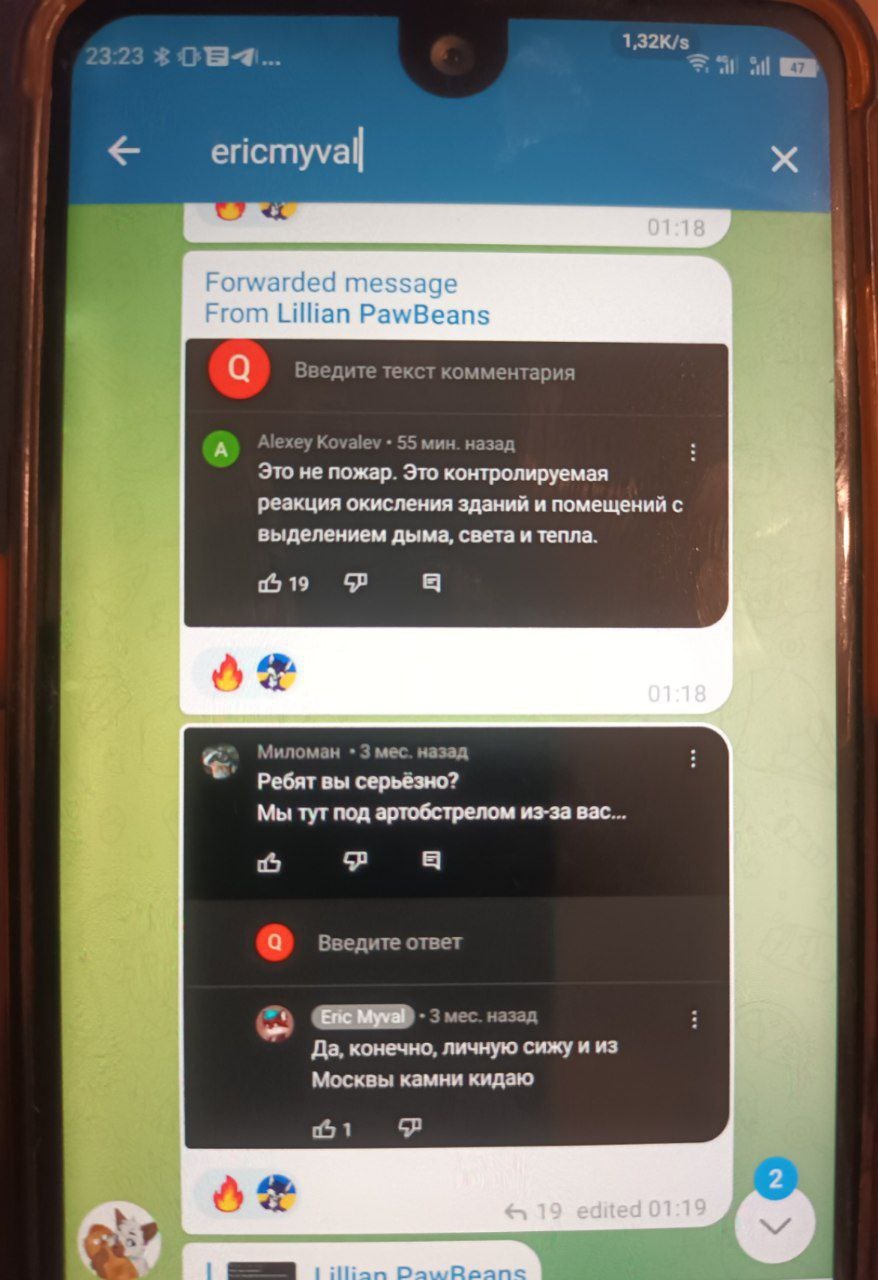 23:23
1,32K/s
4G
47
ericmyval
01:18
Forwarded message
From Lillian PawBeans
Q
Введите текст комментария
A
Alexey Kovalev • 55 мин. назад
Это не пожар. Это контролируемая
реакция окисления зданий и помещений с
выделением дыма, света и тепла.
19
01:18
Миломан • 3 мес. назад
Ребят вы серьёзно?
Мы тут под артобстрелом из-за вас...
Q
Введите ответ
Eric Myval • 3 мес. назад
Да, конечно, личную сижу и из
Москвы камни кидаю
1
19 edited 01:19
2
Lillian PawBeans